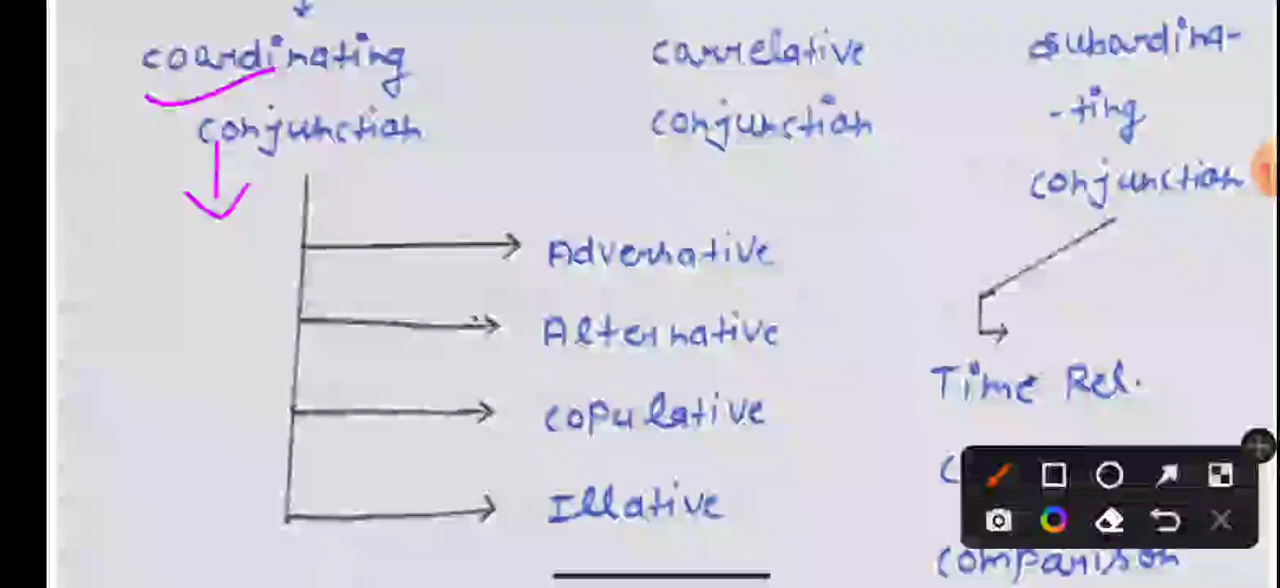 coordinating
conjunction
correlative
conjunction
subordina-
-ting
conjunction
Adversative
Alternative
copulative
Illative
Time Rel.
comparison